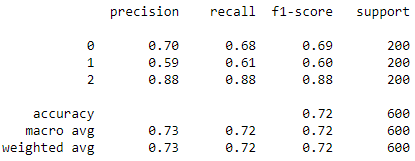 precision recall f1-score support
0 0.70 0.68 0.69 200
1 0.59 0.61 0.60 200
2 0.88 0.88 0.88 200
accuracy 0.72 600
macro avg 0.73 0.72 0.72 600
weighted avg 0.73 0.72 0.72 600